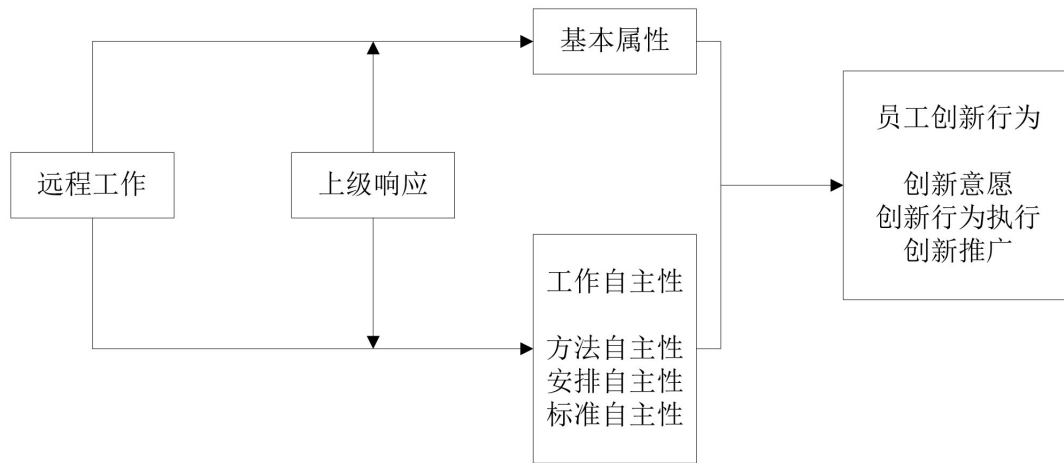 基本属性
远程工作
上级响应
工作自主性
方法自主性
安排自主性
标准自主性
员工创新行为
创新意愿
创新行为执行
创新推广